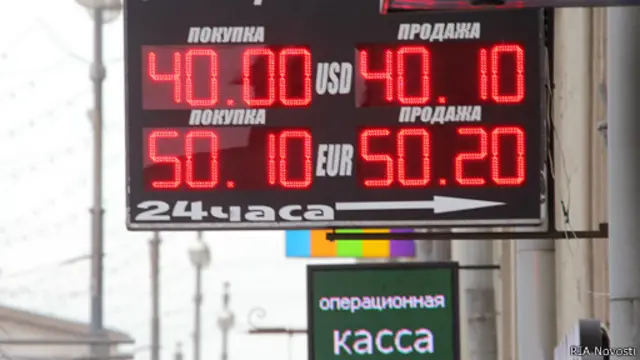 ПОКУПКА ПРОДАЖА
40.00 USD 40.10
ПОКУПКА ПРОДАЖА
50.10 EUR 50.20
24часа
операционная
касса
RIA Novosti